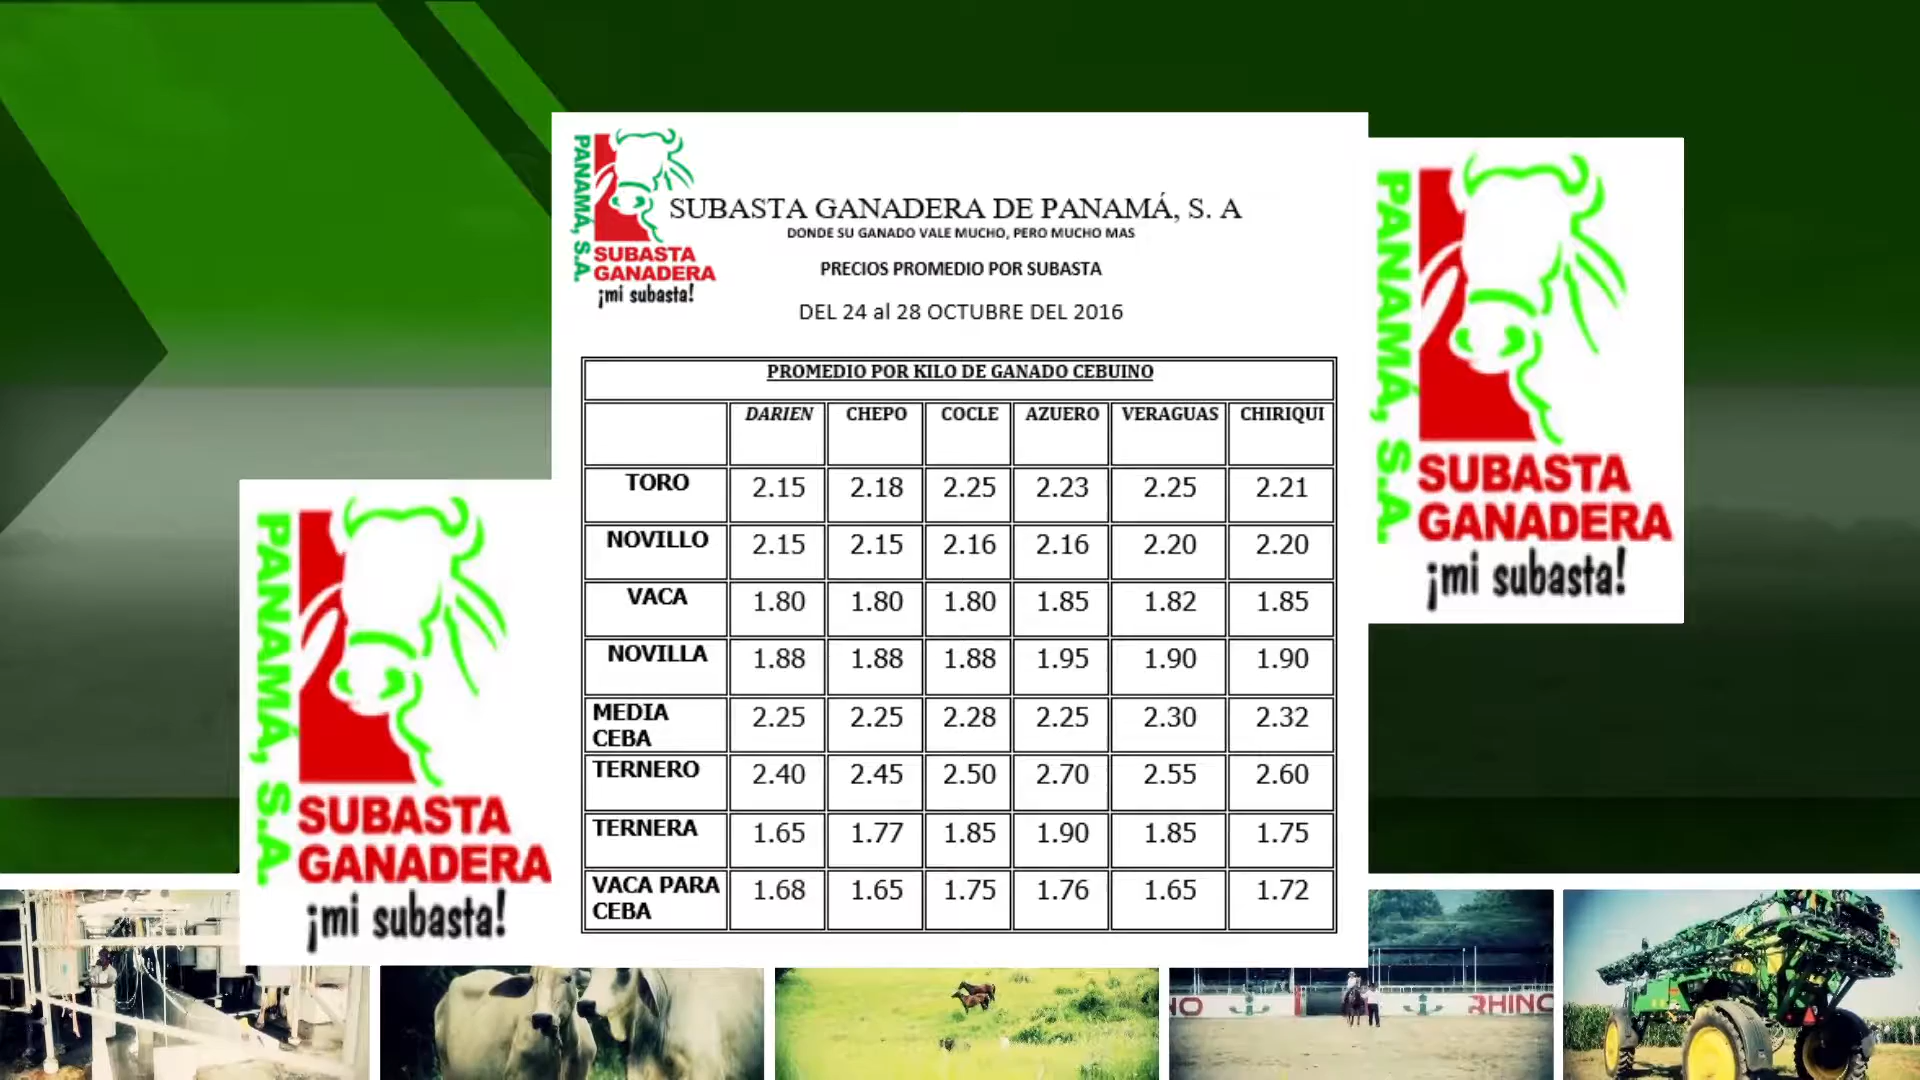 PANAMÁ, S.A.
SUBASTA
GANADERA
¡mi subasta!
SUBASTA GANADERA DE PANAMÁ, S. A
DONDE SU GANADO VALE MUCHO, PERO MUCHO MAS
PRECIOS PROMEDIO POR SUBASTA
DEL 24 al 28 OCTUBRE DEL 2016
PROMEDIO POR KILO DE GANADO CEBUINO
DARIEN CHEPO COCLE AZUERO VERAGUAS CHIRIQUI
TORO 2.15 2.18 2.25 2.23 2.25 2.21
NOVILLO 2.15 2.15 2.16 2.16 2.20 2.20
VACA 1.80 1.80 1.80 1.85 1.82 1.85
NOVILLA 1.88 1.88 1.88 1.95 1.90 1.90
MEDIA CEBA 2.25 2.25 2.28 2.25 2.30 2.32
TERNERO 2.40 2.45 2.50 2.70 2.55 2.60
TERNERA 1.65 1.77 1.85 1.90 1.85 1.75
VACA PARA CEBA 1.68 1.65 1.75 1.76 1.65 1.72
PANAMÁ, S.A.
SUBASTA
GANADERA
¡mi subasta!
PANAMÁ, S.A.
SUBASTA
GANADERA
¡mi subasta!
NO
RHINO